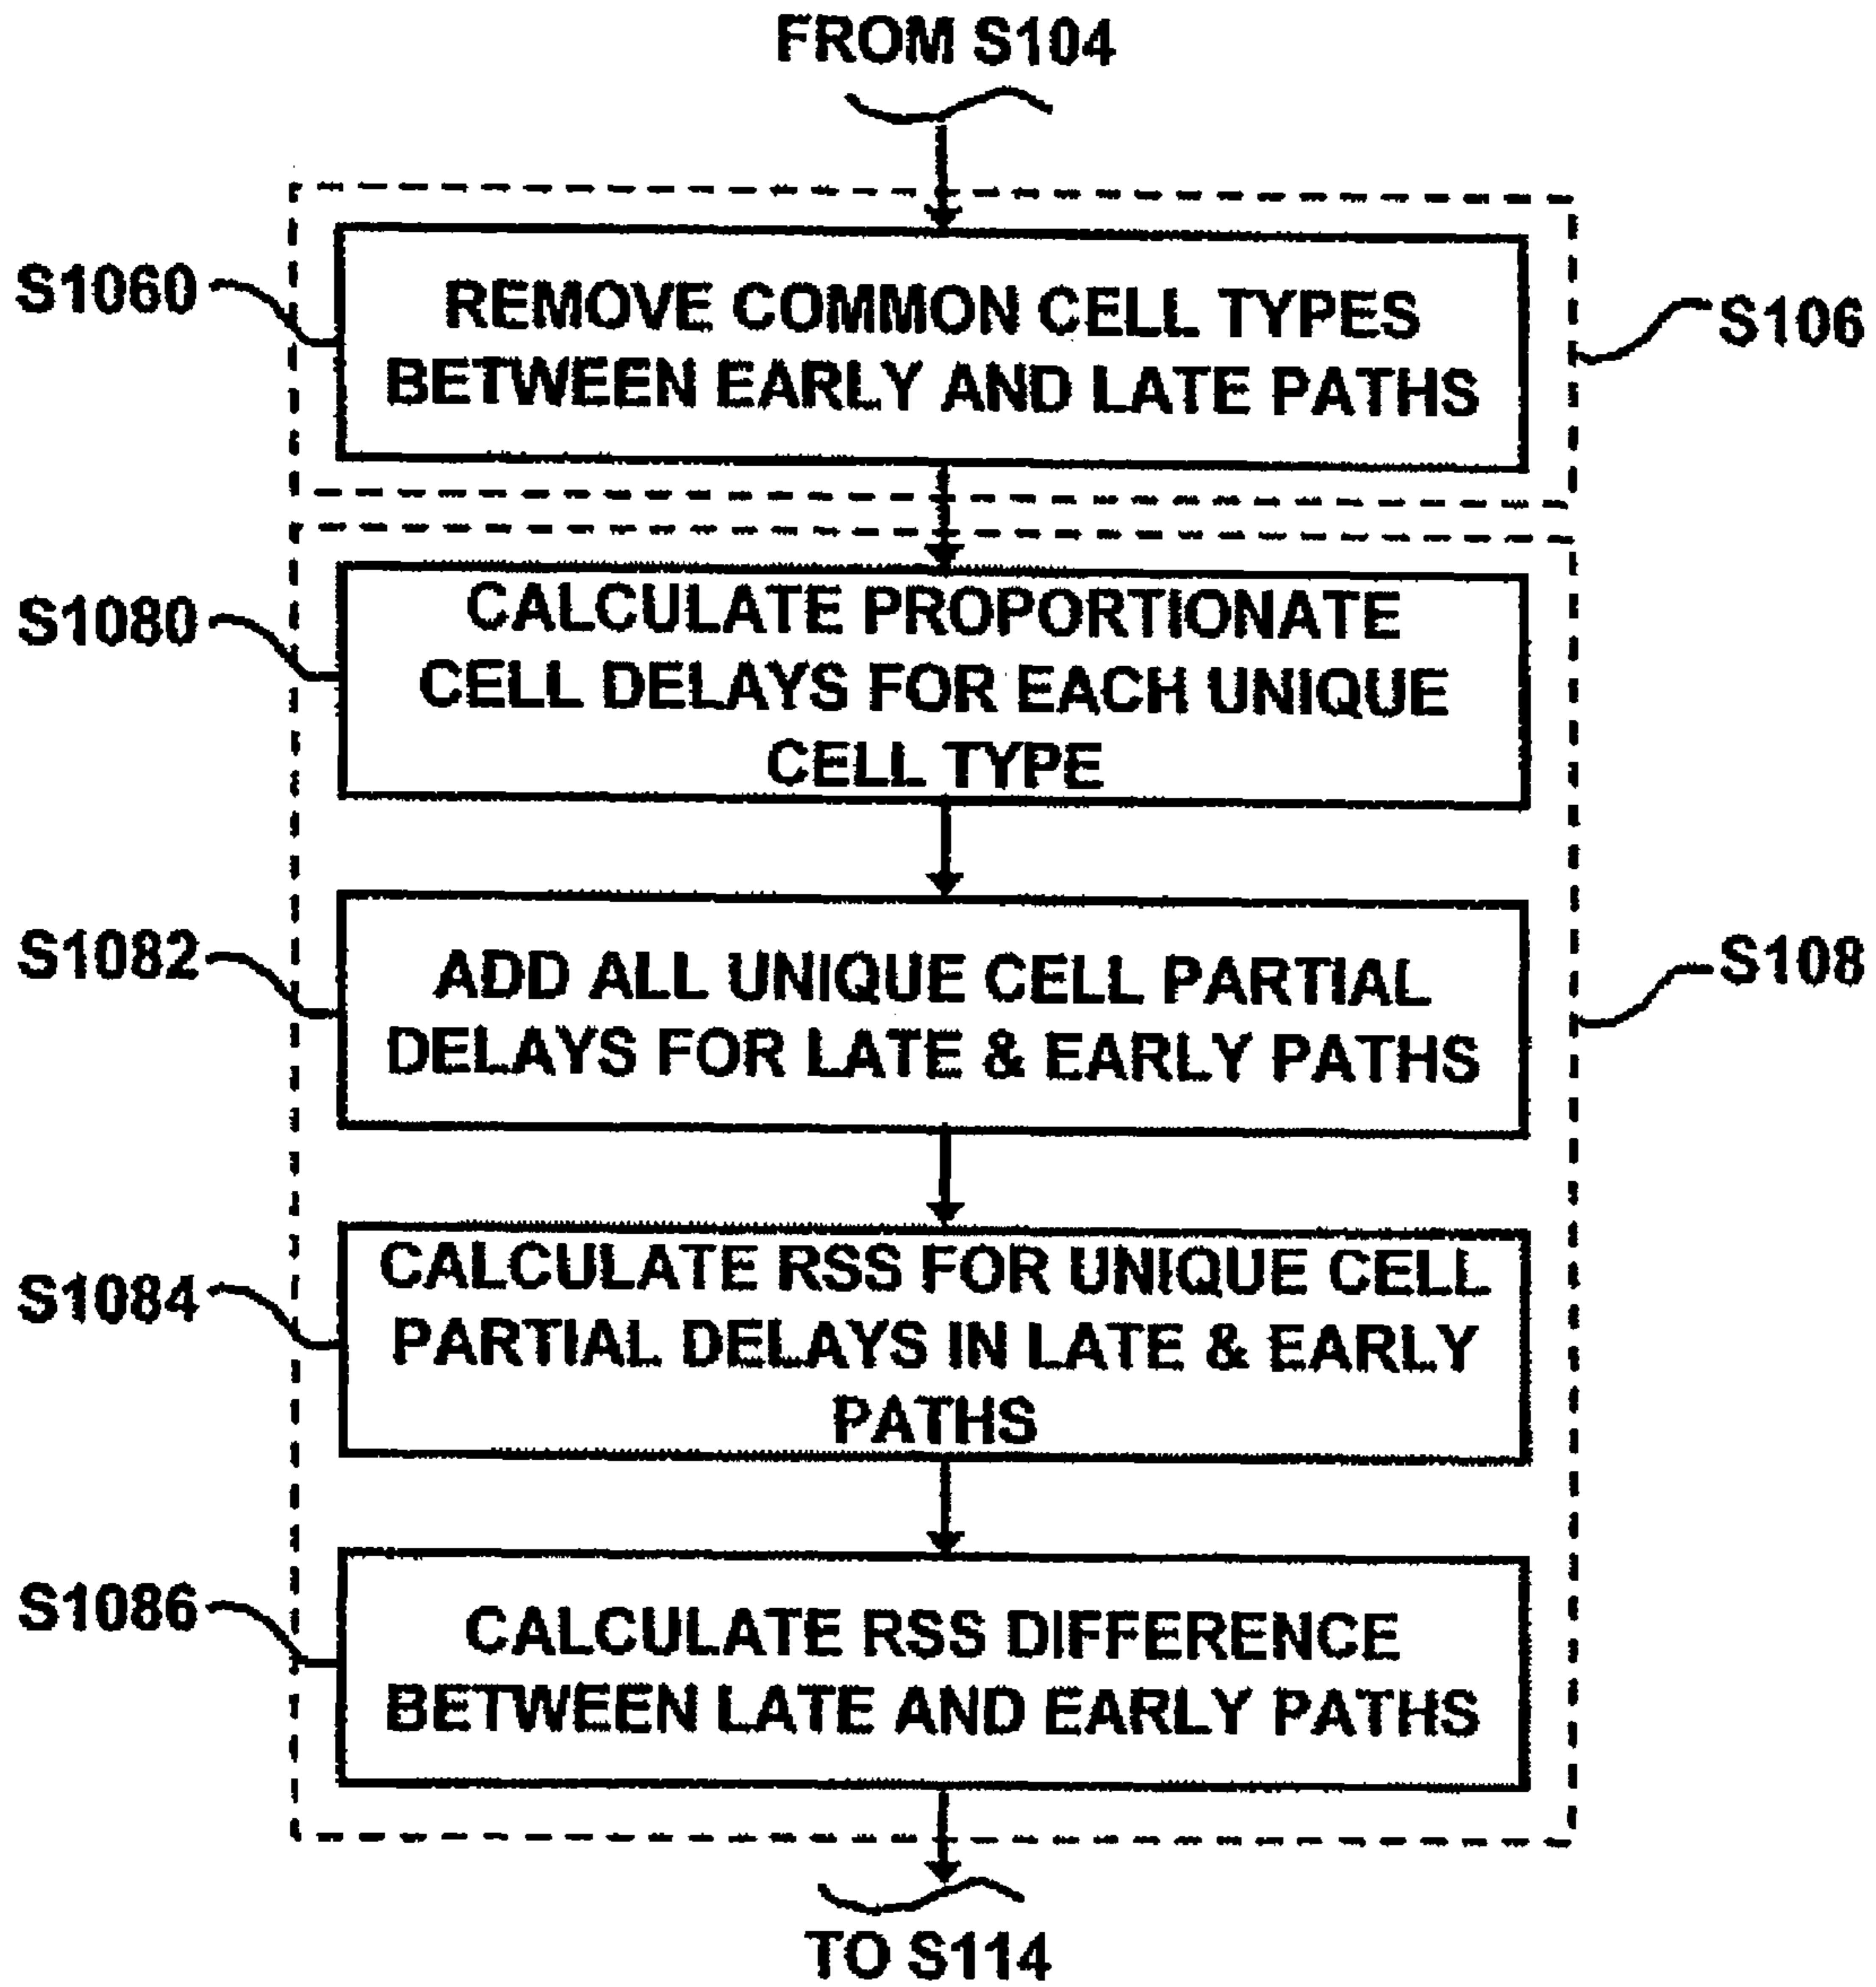 FROM S104
S1060
REMOVE COMMON CELL TYPES
BETWEEN EARLY AND LATE PATHS
S106
S1080
CALCULATE PROPORTIONATE
CELL DELAYS FOR EACH UNIQUE
CELL TYPE
S1082
ADD ALL UNIQUE CELL PARTIAL
DELAYS FOR LATE & EARLY PATHS
S108
S1084
CALCULATE RSS FOR UNIQUE CELL
PARTIAL DELAYS IN LATE & EARLY
PATHS
S1086
CALCULATE RSS DIFFERENCE
BETWEEN LATE AND EARLY PATHS
TO S114